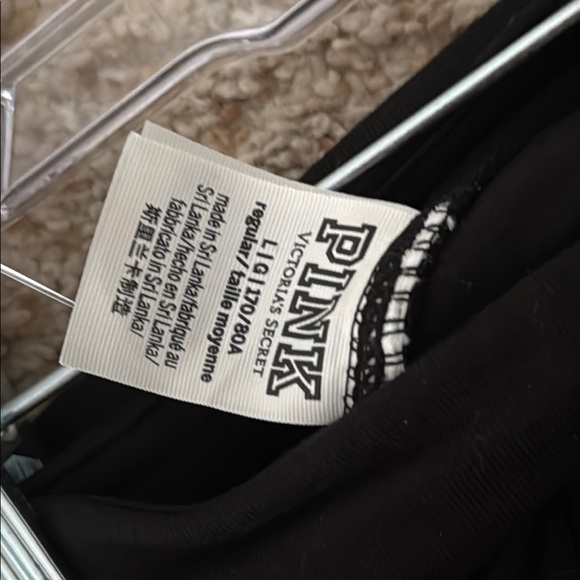 PINK
VICTORIA'S SECRET
L | G | 170/80A
regular/ taille moyenne
made in Sri Lanka/fabriqué au
Sri Lanka/hecho en Sri Lanka/
fabricato in Sri Lanka/
斯里兰卡制造/